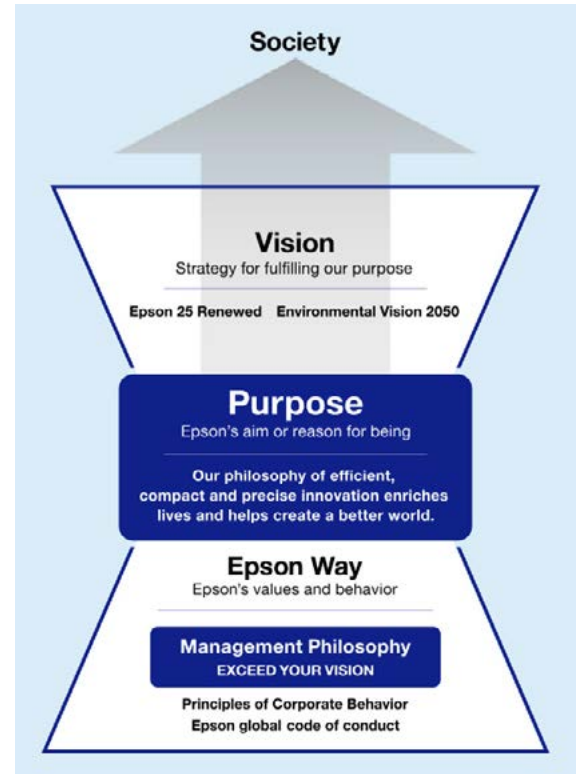 Society
Vision
Strategy for fulfilling our purpose
Epson 25 Renewed Environmental Vision 2050
Purpose
Epson's aim or reason for being
Our philosophy of efficient,
compact and precise innovation enriches
lives and helps create a better world.
Epson Way
Epson's values and behavior
Management Philosophy
EXCEED YOUR VISION
Principles of Corporate Behavior
Epson global code of conduct